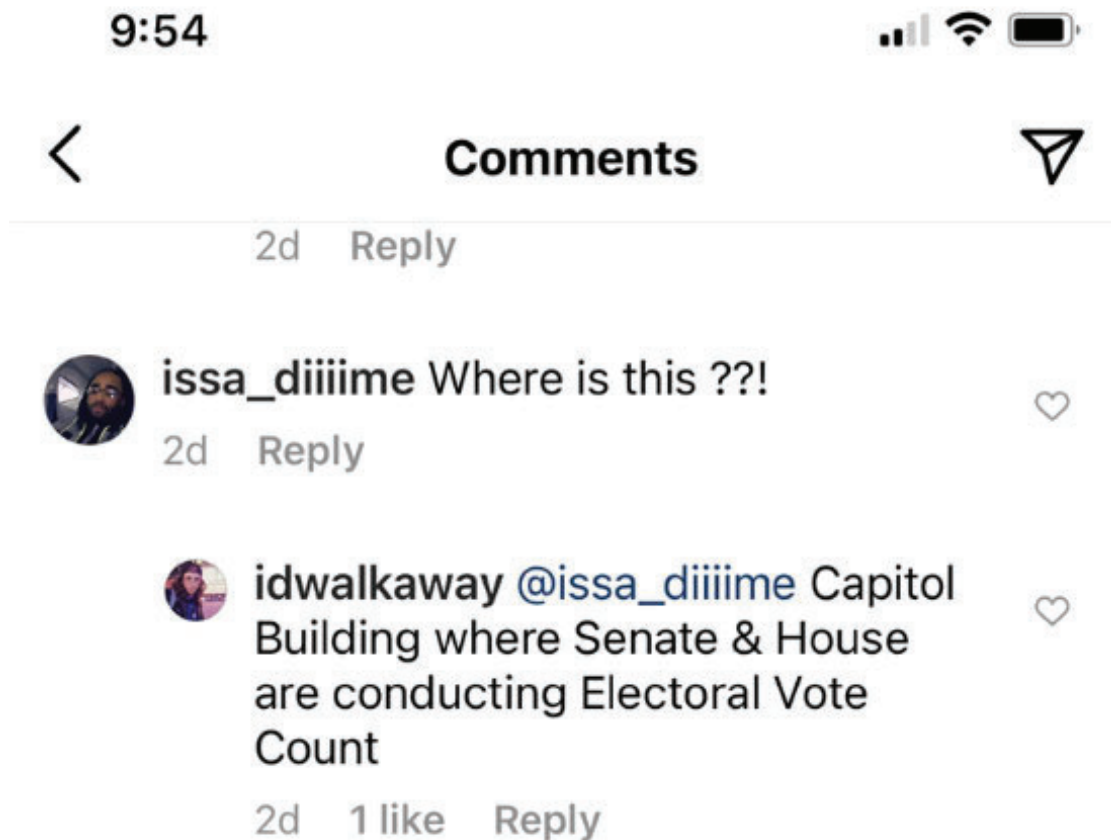 9:54
Comments
2d Reply
issa_diiiime Where is this ??!
2d Reply
idwalkaway @issa_diiiime Capitol
Building where Senate & House
are conducting Electoral Vote
Count
2d 1 like Reply